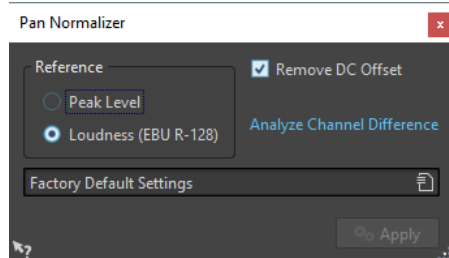 Pan Normalizer
x
Reference
Remove DC Offset
Peak Level
Loudness (EBU R-128)
Analyze Channel Difference
Factory Default Settings
Apply
?